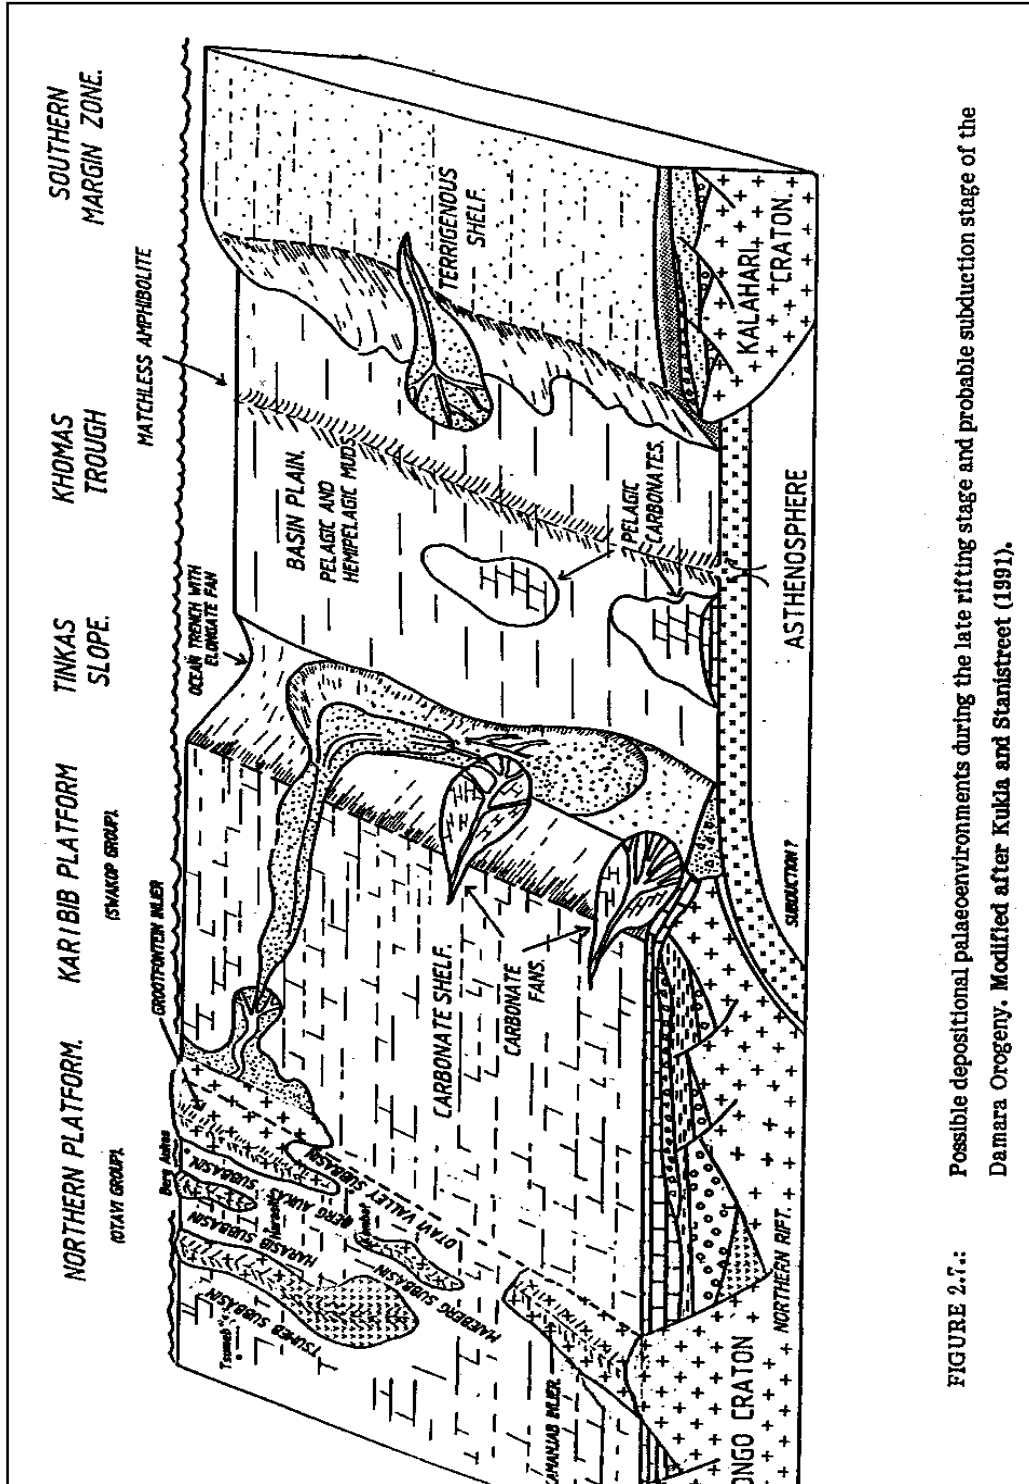 NORTHERN PLATFORM.
(OTAVI GROUP).
KARIBIB PLATFORM
(SWAKOP GROUP).
TINKAS
SLOPE.
KHOMAS
TROUGH
SOUTHERN
MARGIN ZONE.
GROOTFONTEIN INLIER
OCEAN TRENCH WITH
ELONGATE FAN
MATCHLESS AMPHIBOLITE
Berg Aukas
BERG AUKAS SUBBASIN.
HARASIB SUBBASIN
TSUMEB SUBBASIN
Tsumeb
OTAVI VALLEY SUBBASIN
HAKEBERG SUBBASIN
KAMANJAB INLIER.
CARBONATE SHELF.
CARBONATE
FANS.
BASIN PLAIN.
PELAGIC AND
HEMIPELAGIC MUDS
? PELAGIC
CARBONATES.
TERRIGENOUS
SHELF.
ONGO CRATON
NORTHERN RIFT.
SUBDUCTION?
ASTHENOSPHERE
KALAHARI
CRATON.
FIGURE 2.7.: Possible depositional palaeoenvironments during the late rifting stage and probable subduction stage of the
Damara Orogeny. Modified after Kukla and Stanistreet (1991).